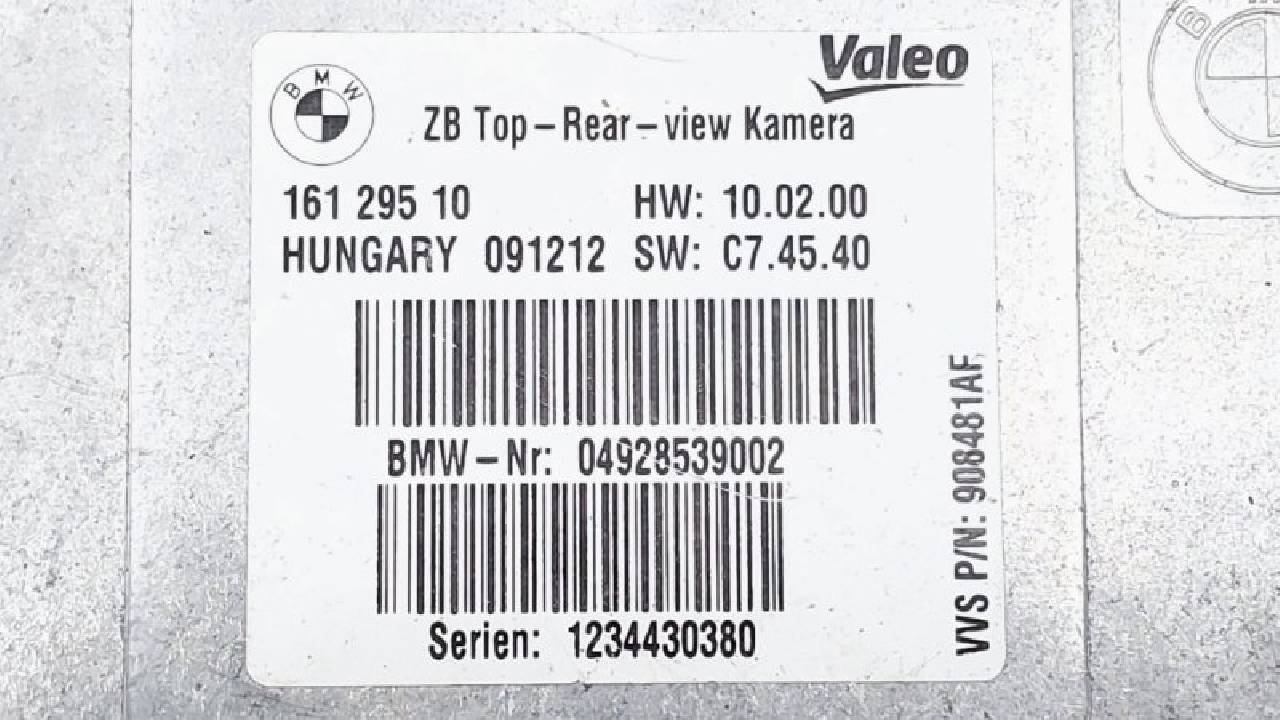 BMW
Valeo
ZB Top-Rear-view Kamera
161 295 10 HW: 10.02.00
HUNGARY 091212 SW: C7.45.40
BMW-Nr: 04928539002
Serien: 1234430380
VVS P/N: 908481AF
B